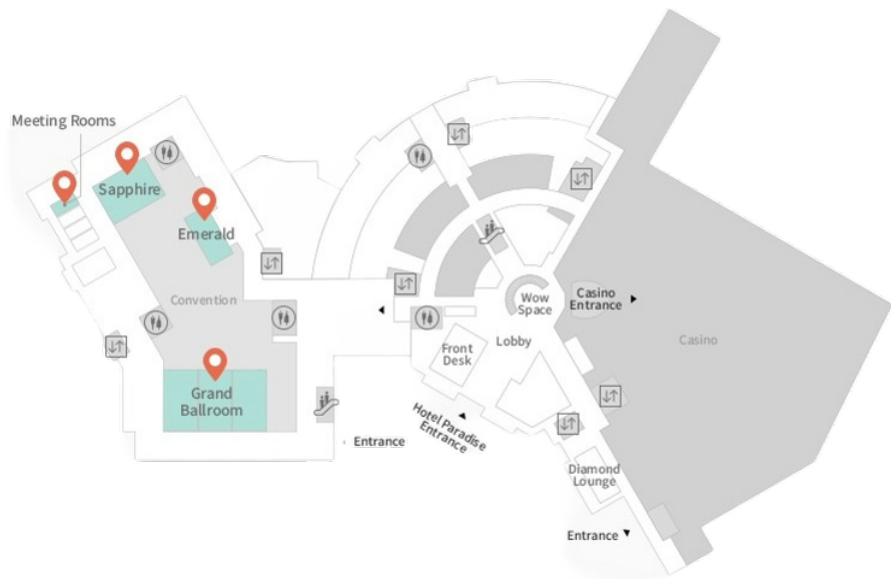 Meeting Rooms
Sapphire
Emerald
Convention
Grand
Ballroom
Wow
Space
Casino
Entrance
Lobby
Casino
Front
Desk
Hotel Paradise
Entrance
Entrance
Diamond
Lounge
Entrance